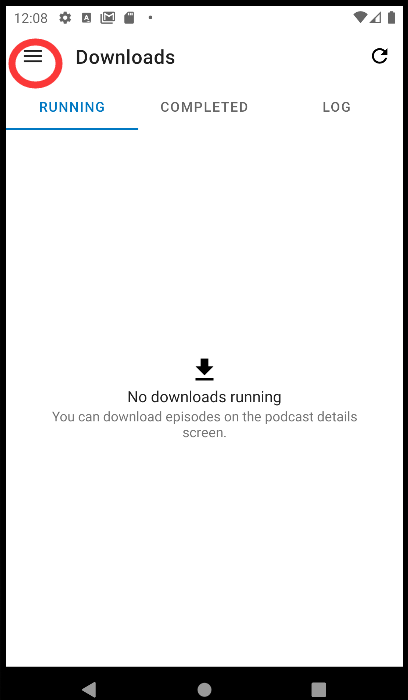 12:08
Downloads
RUNNING COMPLETED LOG
No downloads running
You can download episodes on the podcast details
screen.